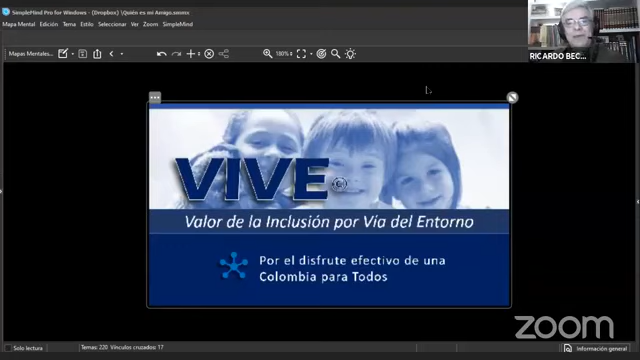 SimpleMind Pro for Windows - [Dropbox] \Quién es mi Amigo.smmx
Mapa Mental Edición Tema Estilo Seleccionar Ver Zoom SimpleMind
Mapas Mentales...
180%
RICARDO BEC...
VIVE
Valor de la Inclusión por Vía del Entorno
Por el disfrute efectivo de una
Colombia para Todos
zoom
Solo lectura
Temas: 220 Vínculos cruzados: 17
Información general